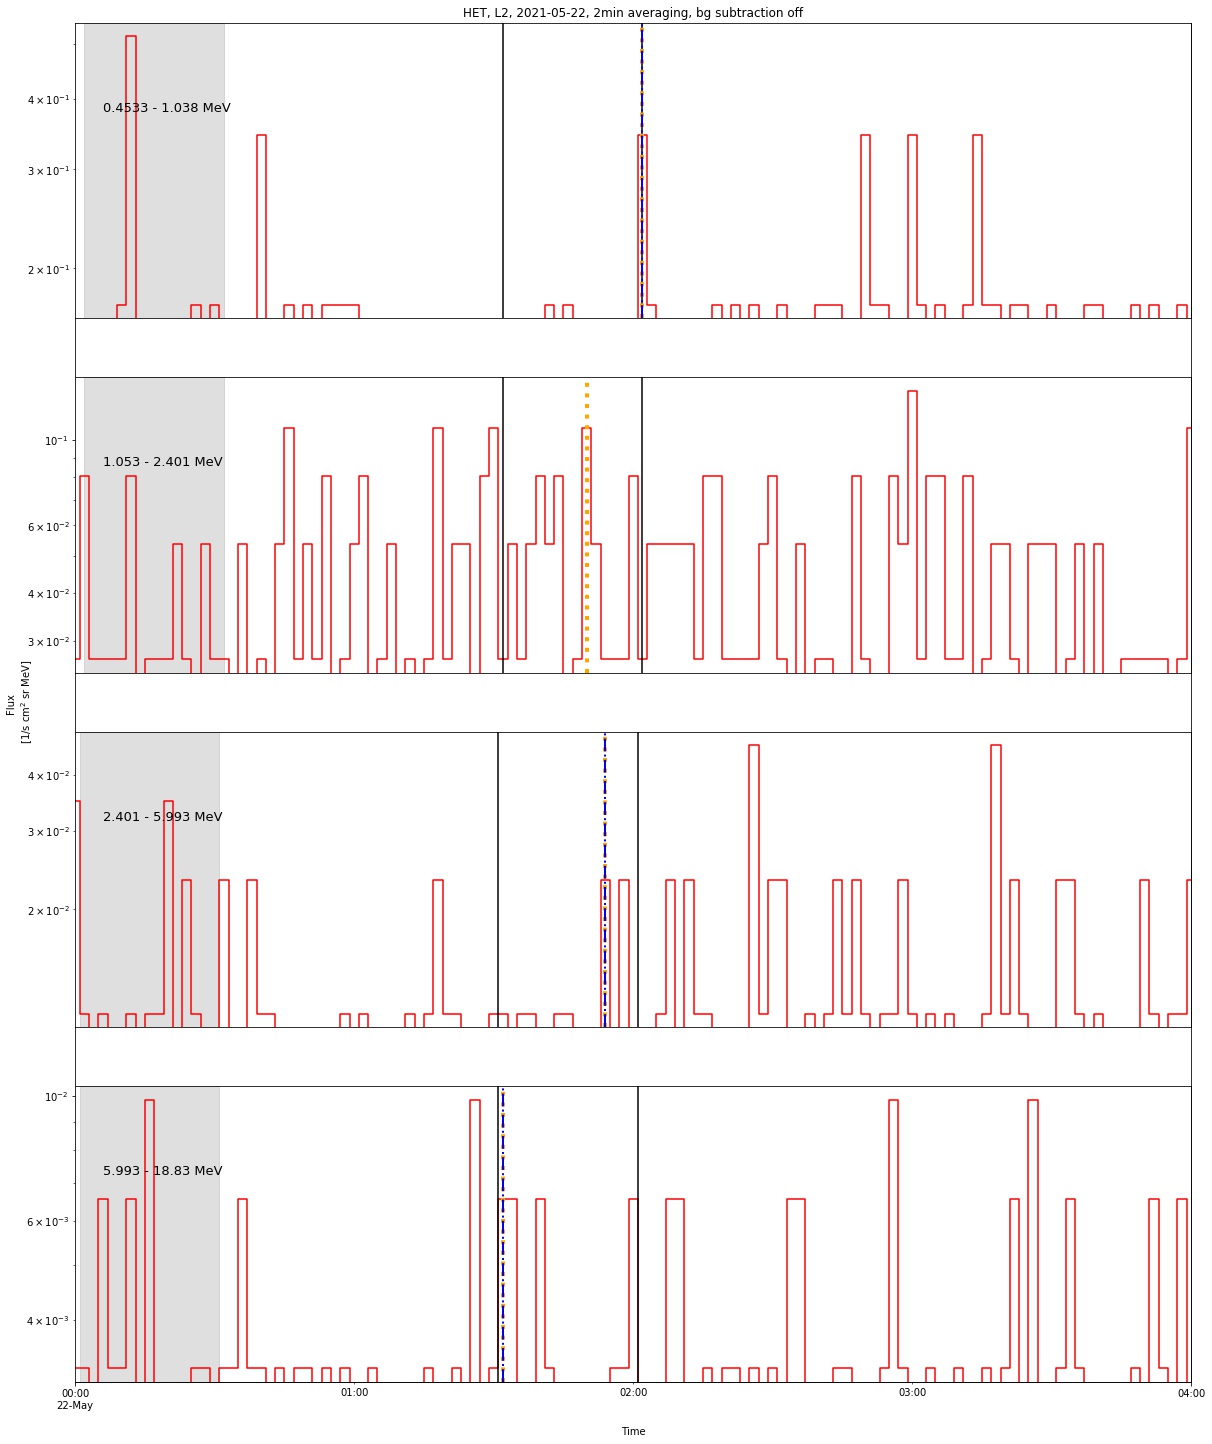 HET, L2, 2021-05-22, 2min averaging, bg subtraction off
4 × 10⁻¹
0.4533 - 1.038 MeV
3 × 10⁻¹
2 × 10⁻¹
10⁻¹
1.053 - 2.401 MeV
6 × 10⁻²
4 × 10⁻²
3 × 10⁻²
Flux
[1/s cm² sr MeV]
4 × 10⁻²
2.401 - 5.993 MeV
3 × 10⁻²
2 × 10⁻²
10⁻²
5.993 - 18.83 MeV
6 × 10⁻³
4 × 10⁻³
00:00 01:00 02:00 03:00 04:00
22-May
Time